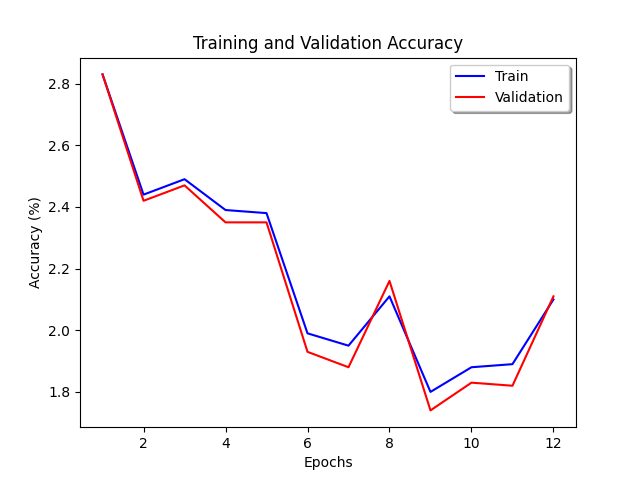 Training and Validation Accuracy
Train
Validation
Accuracy (%)
2.8
2.6
2.4
2.2
2.0
1.8
2 4 6 8 10 12
Epochs